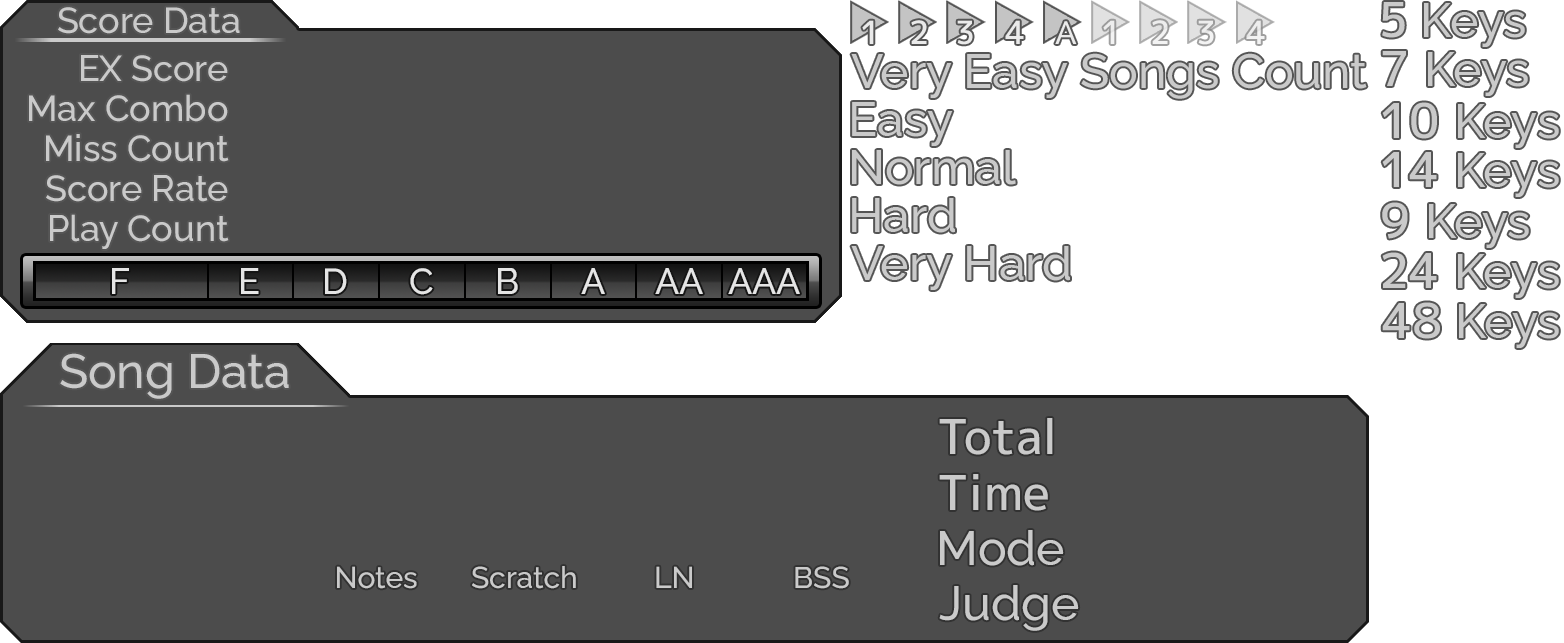 Score Data
EX Score
Max Combo
Miss Count
Score Rate
Play Count
F E D C B A AA AAA
1 2 3 4 A 1 2 3 4
Very Easy Songs Count
Easy
Normal
Hard
Very Hard
5 Keys
7 Keys
10 Keys
14 Keys
9 Keys
24 Keys
48 Keys
Song Data
Total
Time
Mode
Judge
Notes Scratch LN BSS